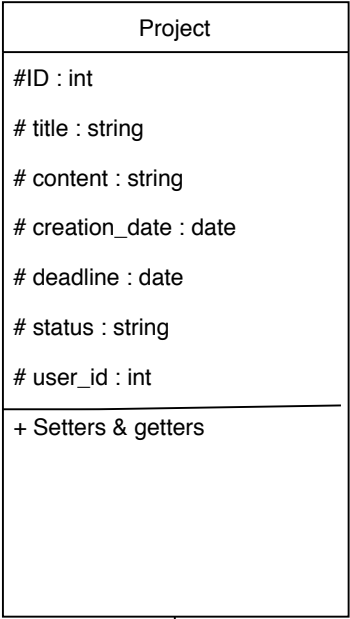 Project
#ID : int
# title : string
# content : string
# creation_date : date
# deadline : date
# status : string
# user_id : int
+ Setters & getters